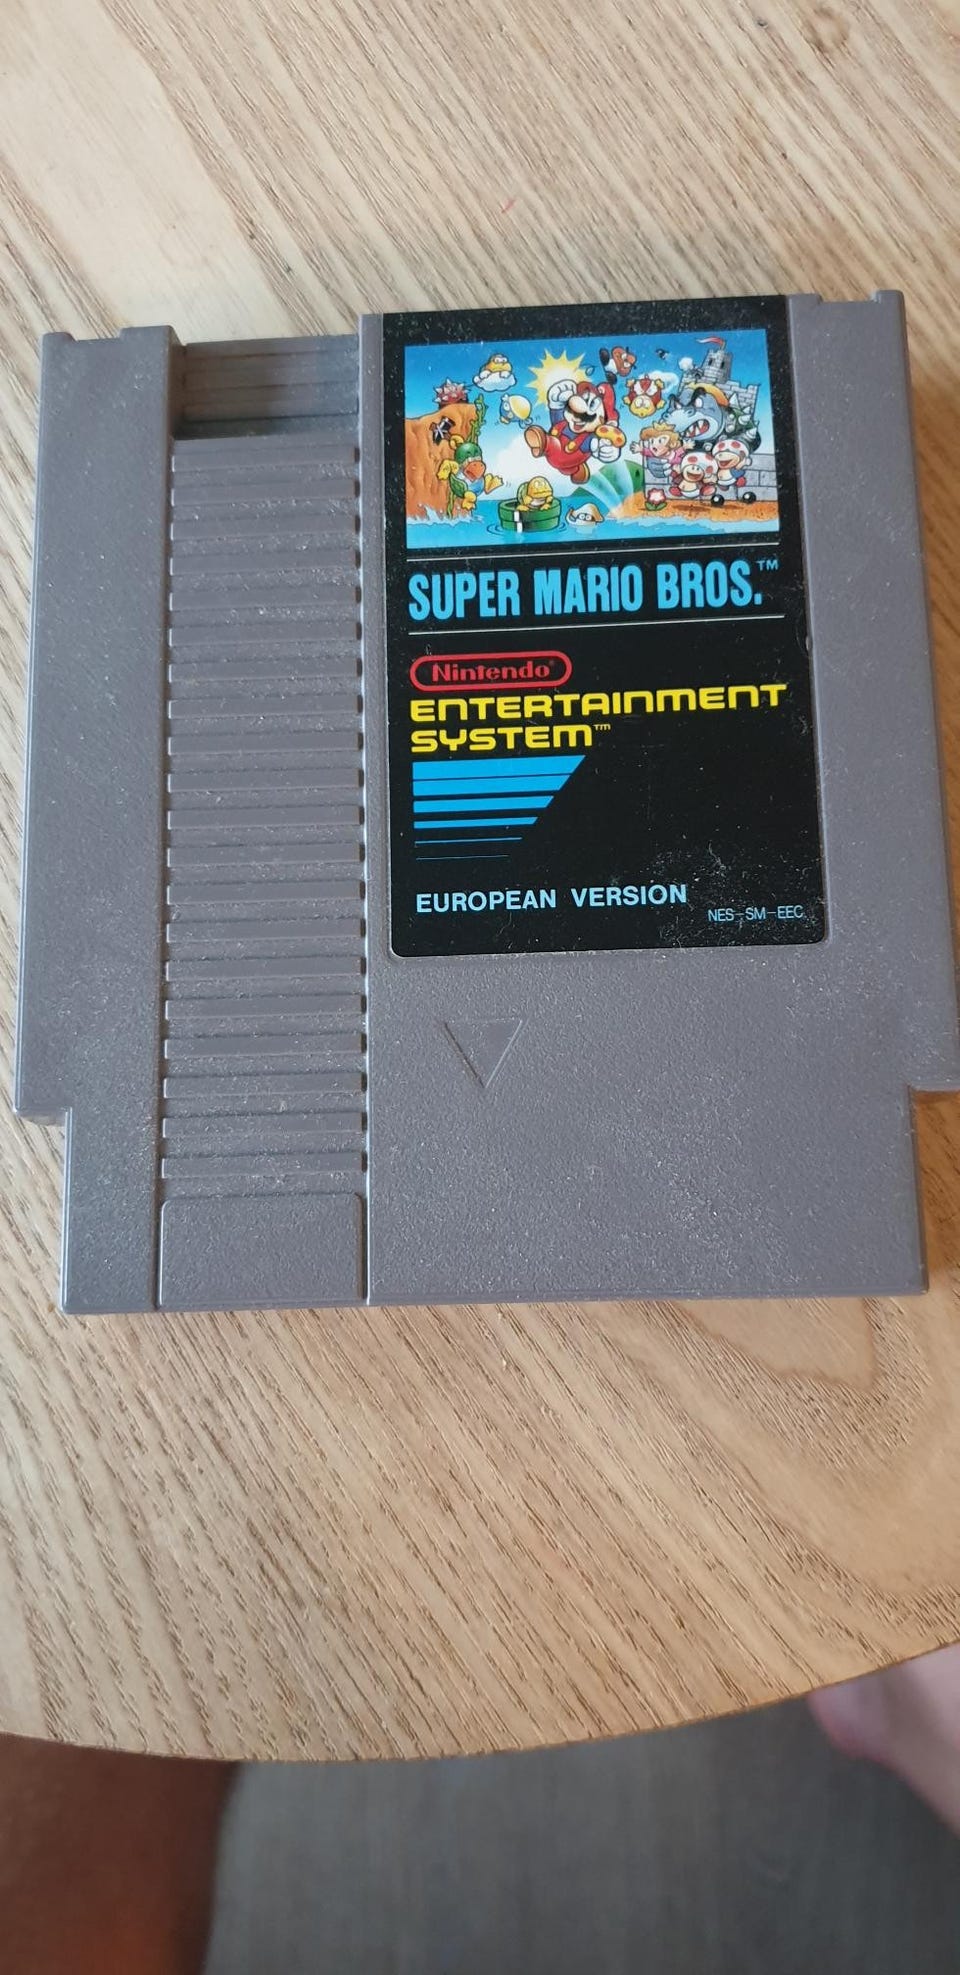 SUPER MARIO BROS.™
Nintendo®
ENTERTAINMENT
SYSTEM™
EUROPEAN VERSION
NES-SM-EEC